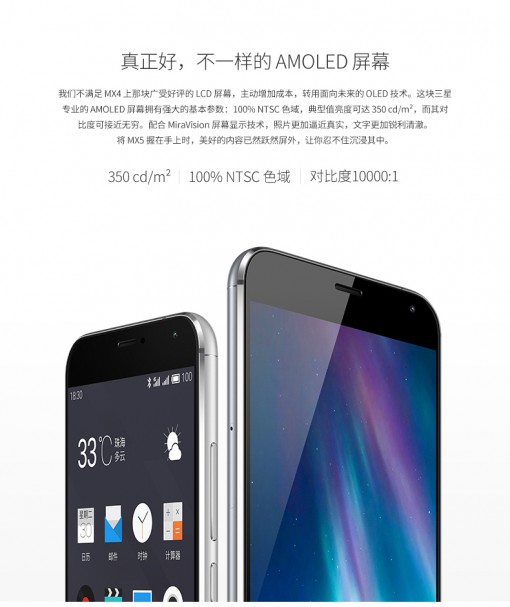 真正好，不一样的 AMOLED 屏幕
我们不满足 MX4 上那块广受好评的 LCD 屏幕，主动增加成本，转用面向未来的 OLED 技术。这块三星
专业的 AMOLED 屏幕拥有强大的基本参数：100% NTSC 色域，典型值亮度可达 350 cd/m²，而其对
比度可接近无穷。配合 MiraVision 屏幕显示技术，照片更加逼近真实，文字更加锐利清澈。
将 MX5 握在手上时，美好的内容已然跃然屏外，让你忍不住沉浸其中。
350 cd/m² 100% NTSC 色域 对比度10000:1
18:30 100
33℃ 珠海
多云
星期二
30
日历 邮件 时钟 计算器